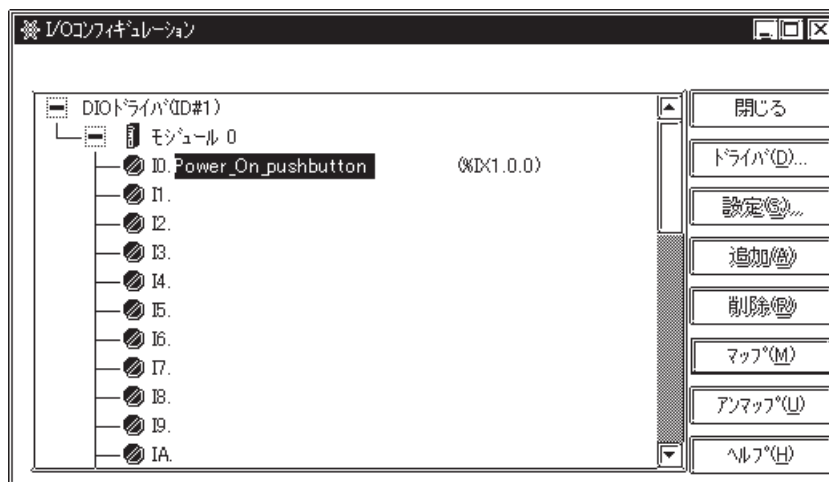 I/Oコンフィギュレーション
DIOドライバ(ID#1)
モジュール 0
I0.Power_On_pushbutton (%IX1.0.0)
I1.
I2.
I3.
I4.
I5.
I6.
I7.
I8.
I9.
IA.
閉じる
ドライバ(D)...
設定(S)...
追加(A)
削除(R)
マップ(M)
アンマップ(U)
ヘルプ(H)